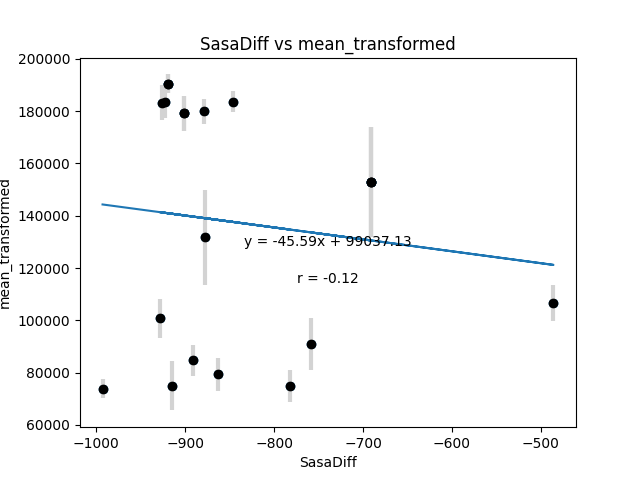 SasaDiff vs mean_transformed
mean_transformed
200000
180000
160000
140000
120000
100000
80000
60000
y = -45.59x + 99037.13
r = -0.12
−1000
−900
−800
−700
−600
−500
SasaDiff